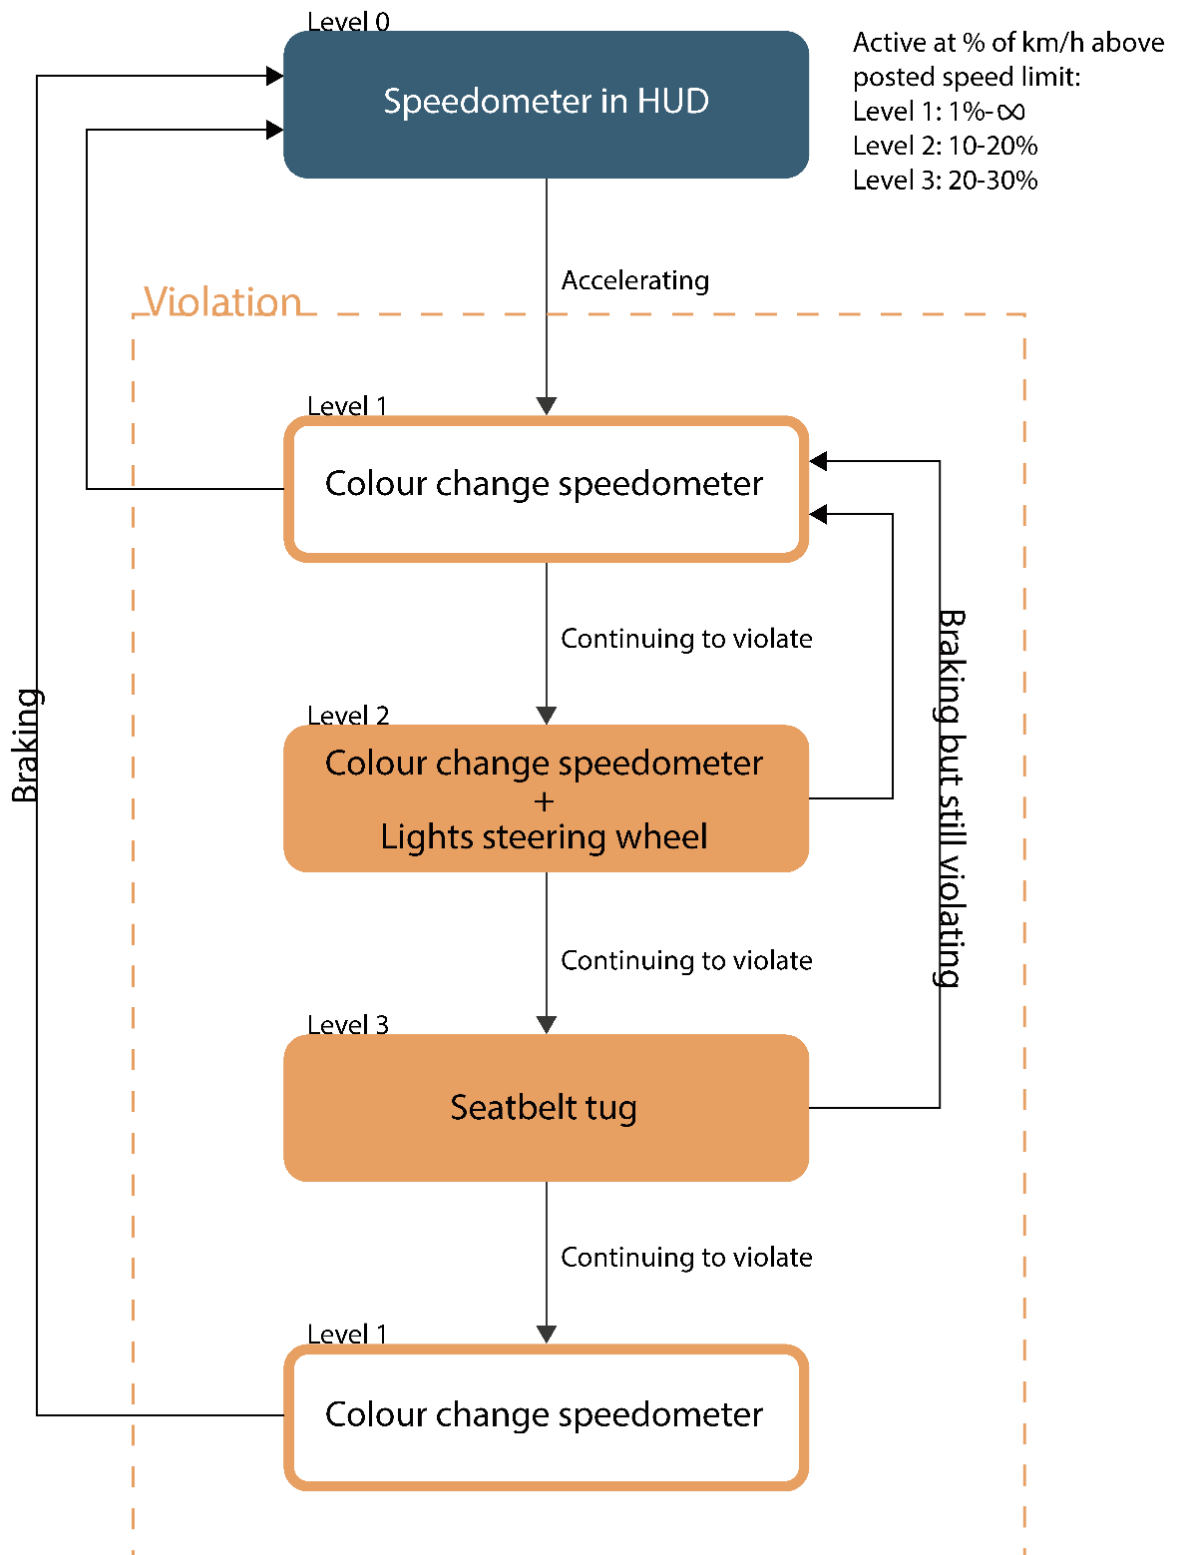 Level 0
Speedometer in HUD
Active at % of km/h above
posted speed limit:
Level 1: 1%-∞
Level 2: 10-20%
Level 3: 20-30%
Accelerating
Violation
Level 1
Colour change speedometer
Continuing to violate
Braking
Braking but still violating
Level 2
Colour change speedometer
+
Lights steering wheel
Continuing to violate
Level 3
Seatbelt tug
Continuing to violate
Level 1
Colour change speedometer